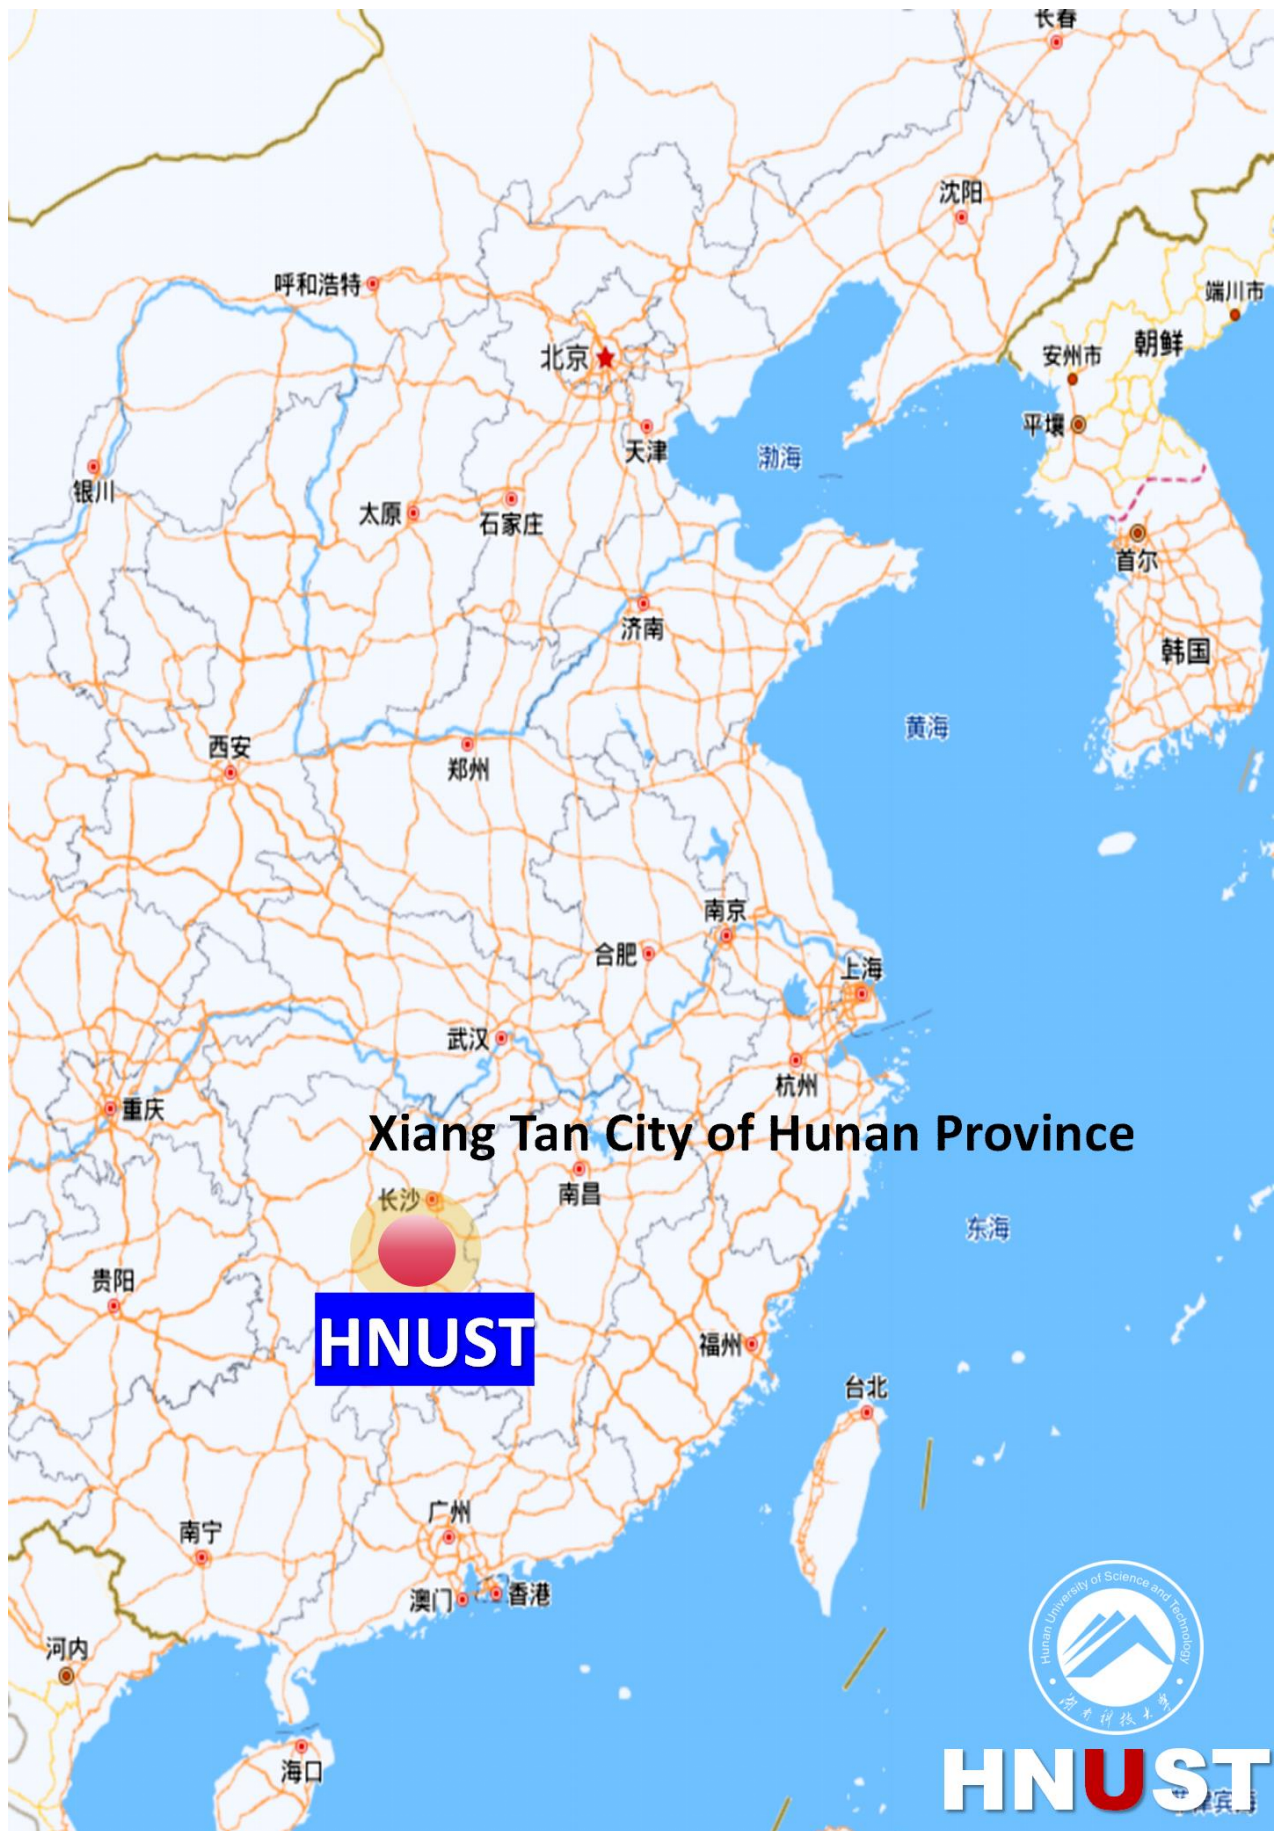 长春
沈阳
呼和浩特
端川市
朝鲜
北京
安州市
平壤
天津
渤海
银川
太原
石家庄
首尔
济南
韩国
黄海
西安
郑州
南京
合肥
上海
武汉
杭州
重庆
Xiang Tan City of Hunan Province
南昌
长沙
东海
贵阳
HNUST
福州
台北
广州
南宁
澳门
香港
Hunan University of Science and Technology
湖南科技大学
河内
海口
HNUST